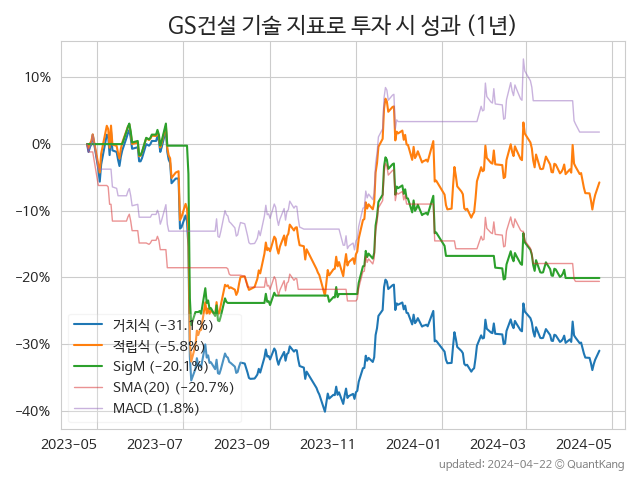 GS건설 기술 지표로 투자 시 성과 (1년)
10%
0%
−10%
−20%
−30%
−40%
거치식 (−31.1%)
적립식 (−5.8%)
SigM (−20.1%)
SMA(20) (−20.7%)
MACD (1.8%)
2023-05 2023-07 2023-09 2023-11 2024-01 2024-03 2024-05
updated: 2024-04-22 © QuantKang